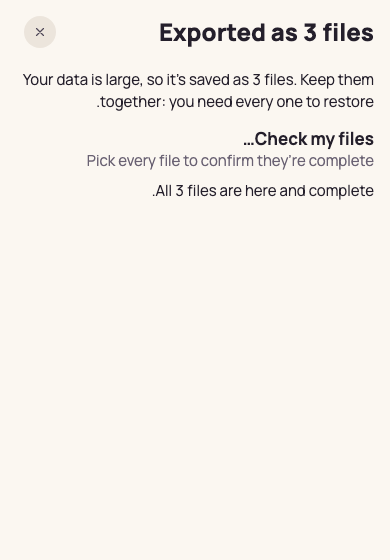 Exported as 3 files
Your data is large, so it's saved as 3 files. Keep them
together: you need every one to restore.
Check my files…
Pick every file to confirm they're complete
All 3 files are here and complete.